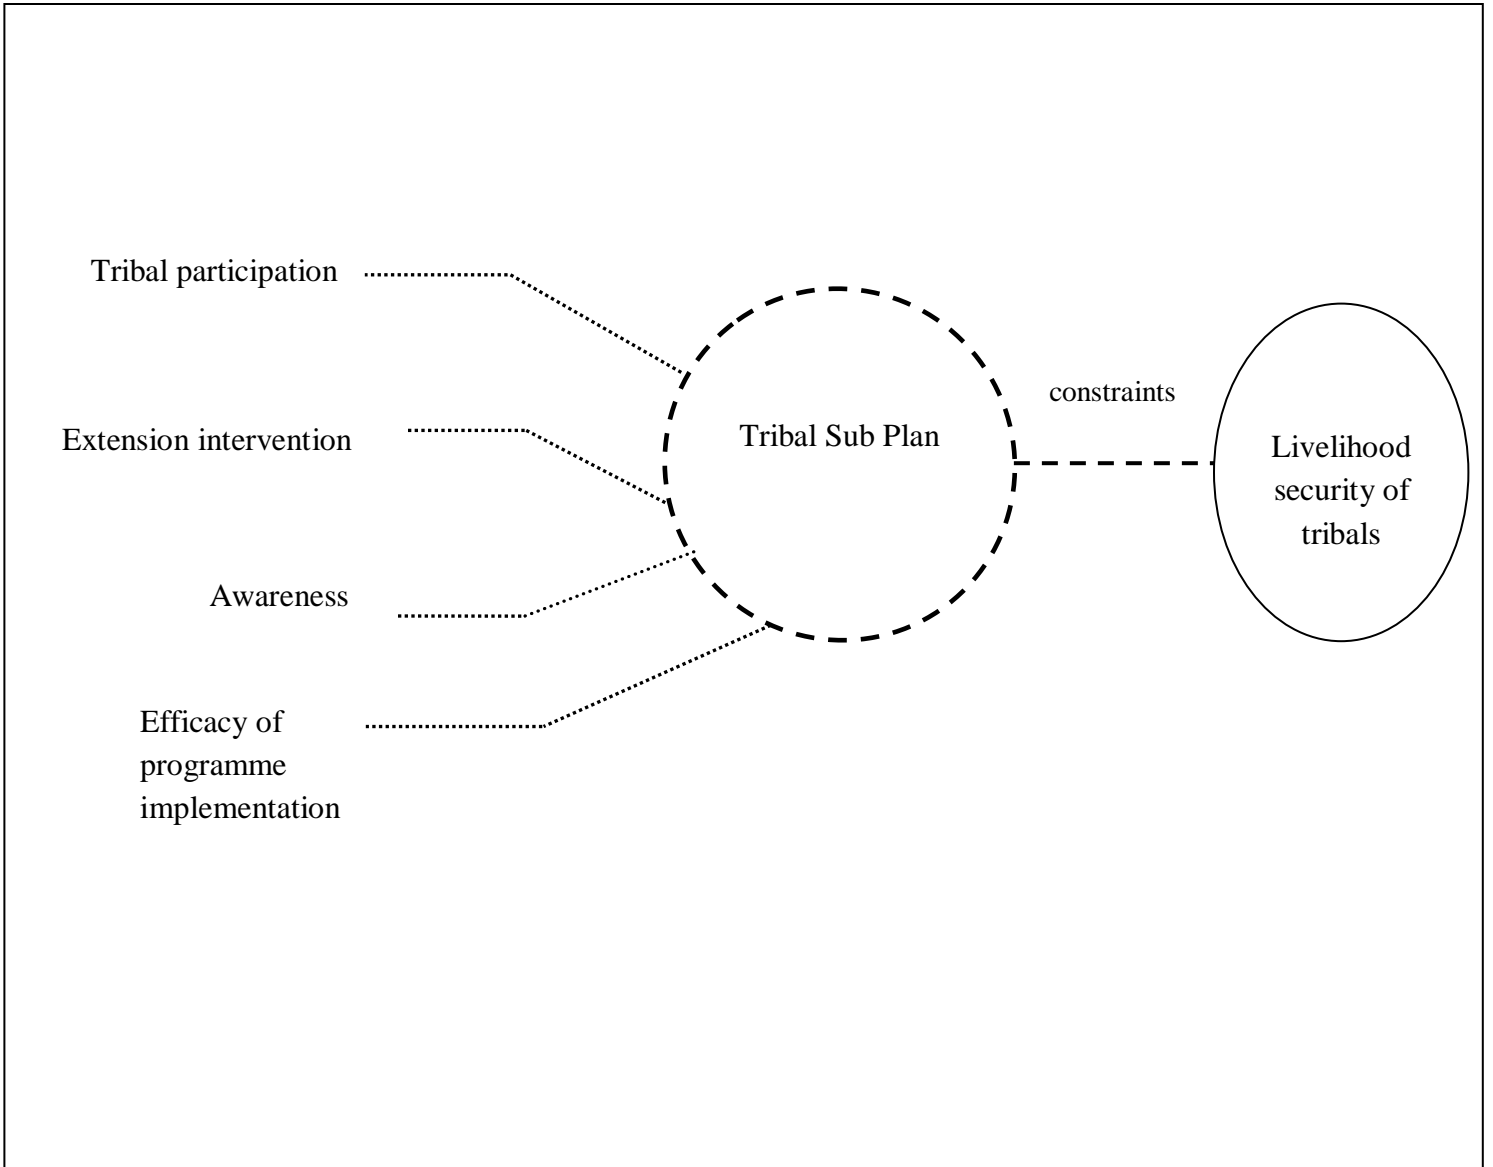 Tribal participation
Extension intervention
Awareness
Efficacy of
programme
implementation
Tribal Sub Plan
constraints
Livelihood
security of
tribals